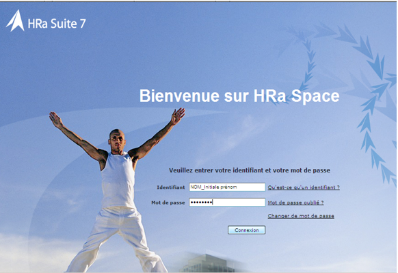 HRa Suite 7
Bienvenue sur HRa Space
Veuillez entrer votre identifiant et votre mot de passe
Identifiant NOM_Initiale prénom Qu'est-ce qu'un identifiant ?
Mot de passe •••••••• Mot de passe oublié ?
Changer de mot de passe
Connexion